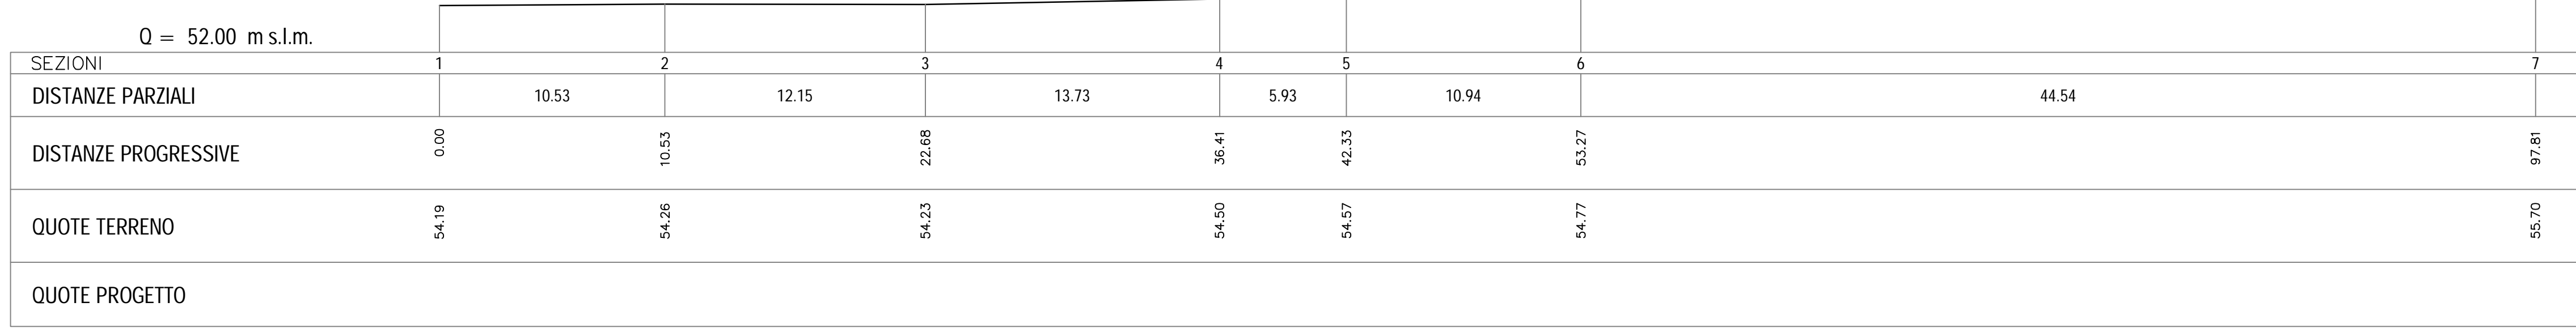 Q = 52.00 m s.l.m.
SEZIONI 1 2 3 4 5 6 7
DISTANZE PARZIALI 10.53 12.15 13.73 5.93 10.94 44.54
DISTANZE PROGRESSIVE 0.00 10.53 22.68 36.41 42.33 53.27 97.81
QUOTE TERRENO 54.19 54.26 54.23 54.50 54.57 54.77 55.70
QUOTE PROGETTO